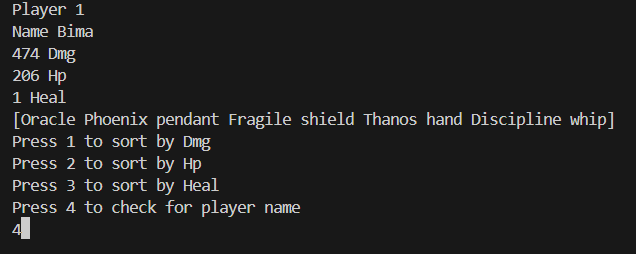 Player 1
Name Bima
474 Dmg
206 Hp
1 Heal
[Oracle Phoenix pendant Fragile shield Thanos hand Discipline whip]
Press 1 to sort by Dmg
Press 2 to sort by Hp
Press 3 to sort by Heal
Press 4 to check for player name
4